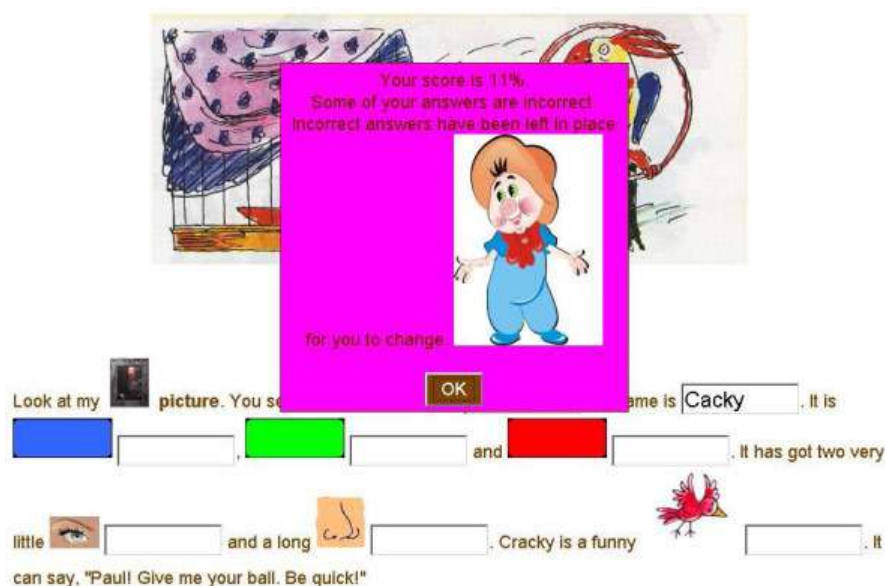 Your score is 11%.
Some of your answers are incorrect
Incorrect answers have been left in place
for you to change.
OK
Look at my picture. You se ame is Cacky . It is
, and . It has got two very
little and a long . Cracky is a funny . It
can say, "Paul! Give me your ball. Be quick!"